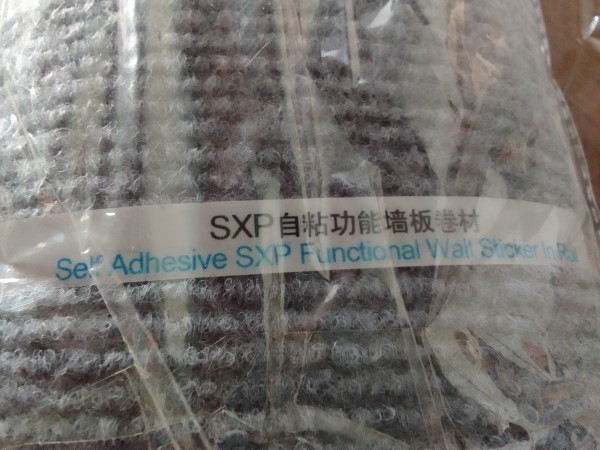 SXP自粘功能墙板卷材
Self Adhesive SXP Functional Wall Sticker In